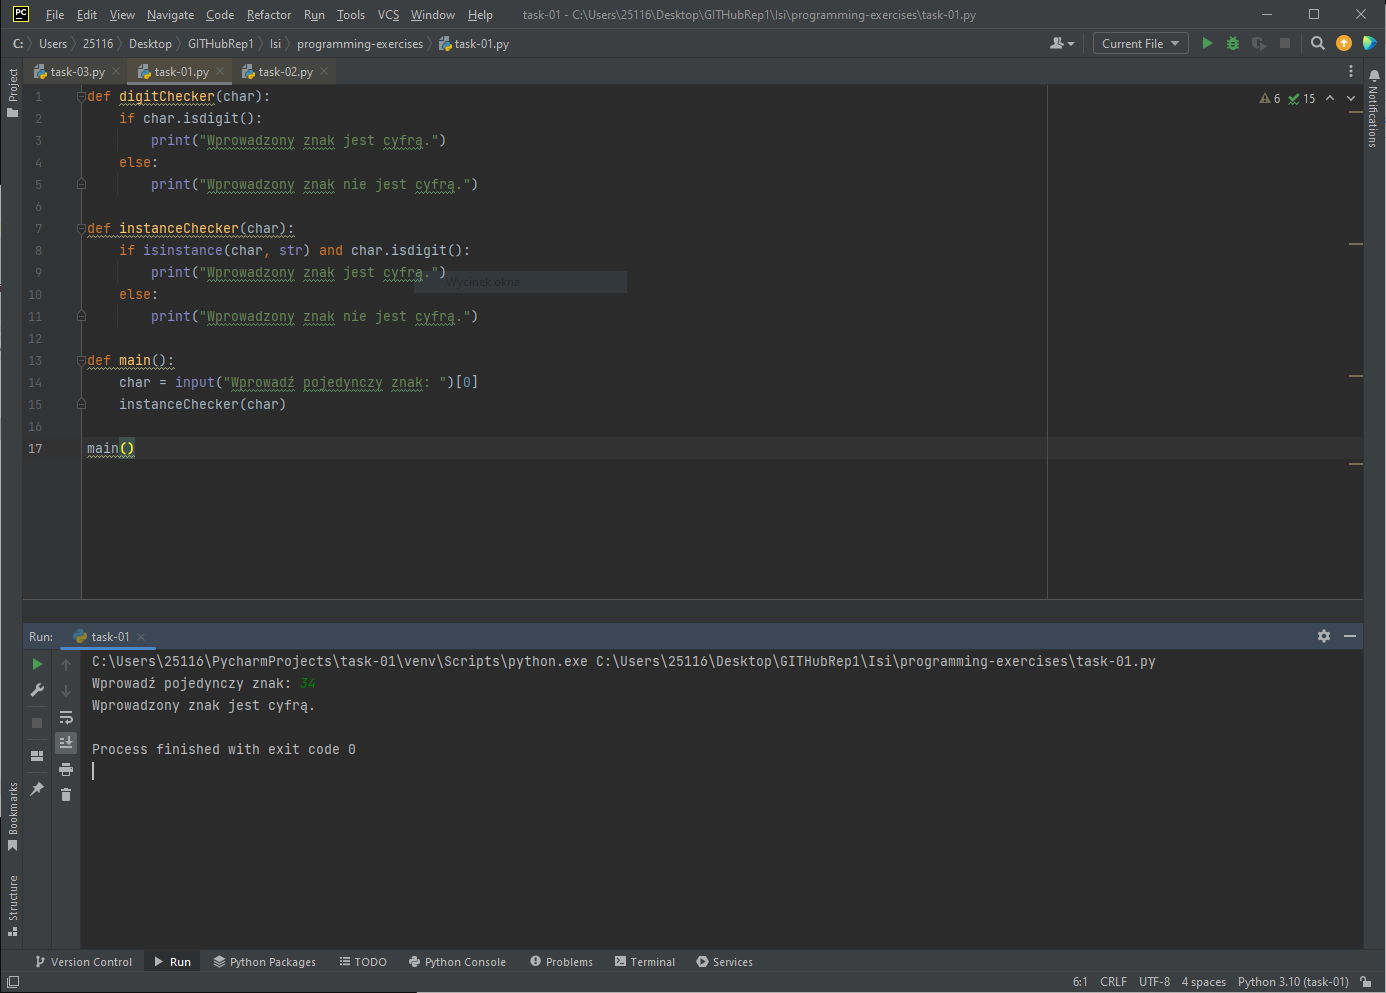 PC File Edit View Navigate Code Refactor Run Tools VCS Window Help task-01 - C:\Users\25116\Desktop\GITHubRep1\Isi\programming-exercises\task-01.py
C: Users 25116 Desktop GITHubRep1 Isi programming-exercises task-01.py Current File
Project
task-03.py task-01.py task-02.py
Notifications
6 15
1 def digitChecker(char):
2 if char.isdigit():
3 print("Wprowadzony znak jest cyfrą.")
4 else:
5 print("Wprowadzony znak nie jest cyfrą.")
6
7 def instanceChecker(char):
8 if isinstance(char, str) and char.isdigit():
9 print("Wprowadzony znak jest cyfrą.")
Wycinek okna
10 else:
11 print("Wprowadzony znak nie jest cyfrą.")
12
13 def main():
14 char = input("Wprowadź pojedynczy znak: ")[0]
15 instanceChecker(char)
16
17 main()
Run: task-01
C:\Users\25116\PycharmProjects\task-01\venv\Scripts\python.exe C:\Users\25116\Desktop\GITHubRep1\Isi\programming-exercises\task-01.py
Wprowadź pojedynczy znak: 34
Wprowadzony znak jest cyfrą.
Process finished with exit code 0
Bookmarks
Structure
Version Control Run Python Packages TODO Python Console Problems Terminal Services
6:1 CRLF UTF-8 4 spaces Python 3.10 (task-01)